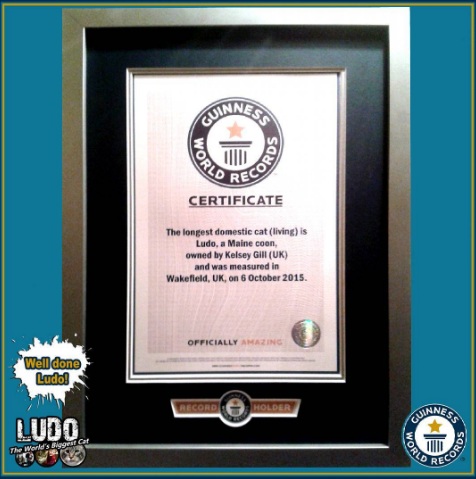 GUINNESS
WORLD RECORDS
CERTIFICATE
The longest domestic cat (living) is
Ludo, a Maine coon,
owned by Kelsey Gill (UK)
and was measured in
Wakefield, UK, on 6 October 2015.
OFFICIALLY AMAZING
RECORD HOLDER
Well done
Ludo!
LUDO
The World's Biggest Cat
GUINNESS
WORLD RECORDS